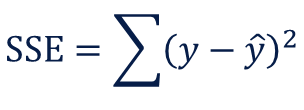 SSE = ∑(y − ŷ)²